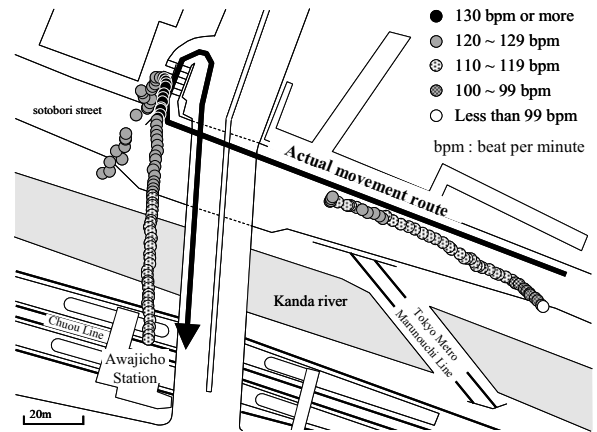 130 bpm or more
120 ~ 129 bpm
110 ~ 119 bpm
100 ~ 99 bpm
Less than 99 bpm
bpm : beat per minute
sotobori street
Actual movement route
Kanda river
Tokyo Metro
Marunouchi Line
Chuou Line
Awajicho
Station
20m